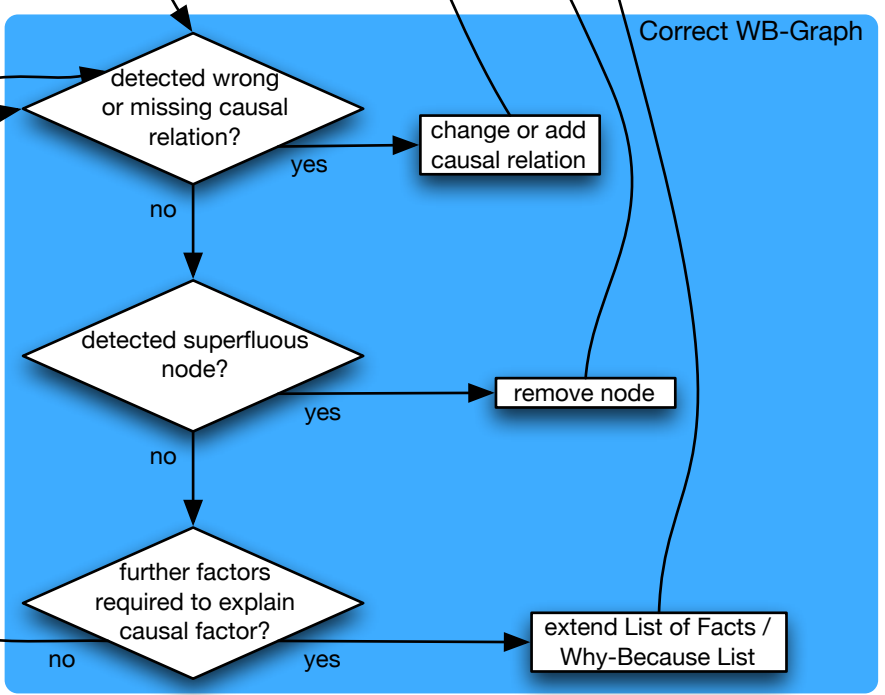 Correct WB-Graph
detected wrong
or missing causal
relation?
yes
change or add
causal relation
no
detected superfluous
node?
yes
remove node
no
further factors
required to explain
causal factor?
no
yes
extend List of Facts /
Why-Because List